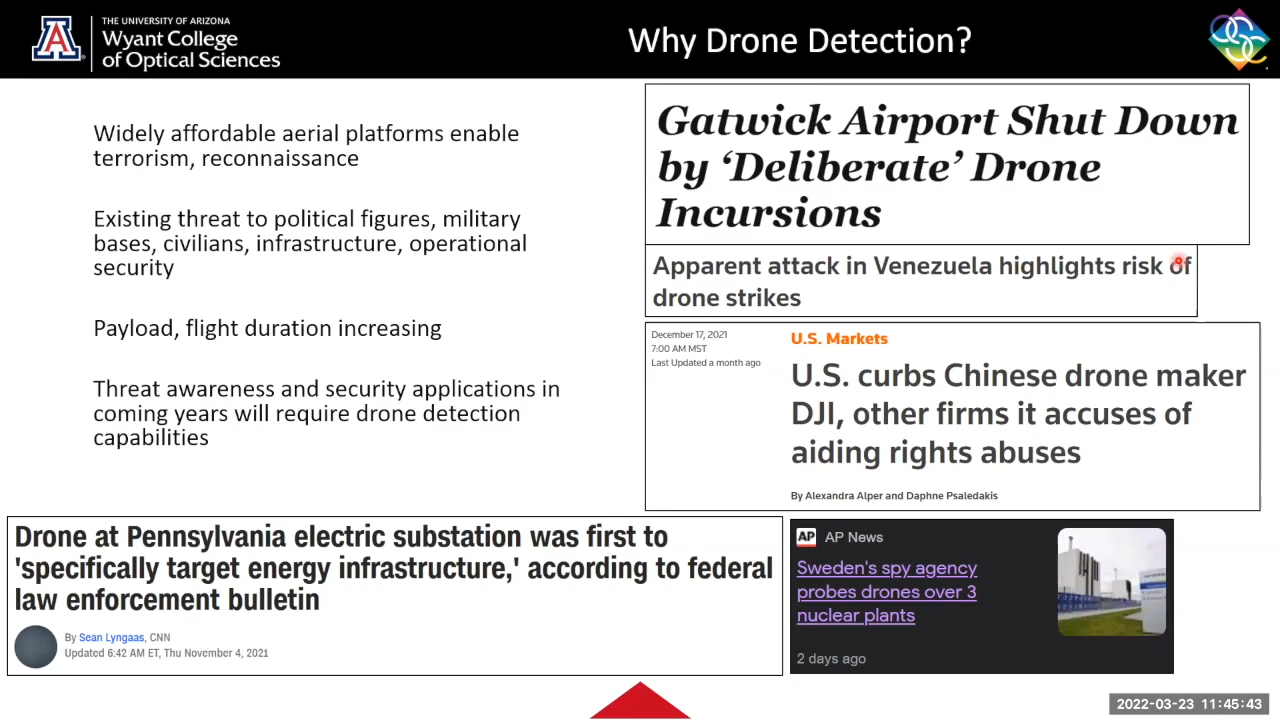 THE UNIVERSITY OF ARIZONA
Wyant College
of Optical Sciences
Why Drone Detection?
Widely affordable aerial platforms enable
terrorism, reconnaissance
Existing threat to political figures, military
bases, civilians, infrastructure, operational
security
Payload, flight duration increasing
Threat awareness and security applications in
coming years will require drone detection
capabilities
Gatwick Airport Shut Down
by ‘Deliberate’ Drone
Incursions
Apparent attack in Venezuela highlights risk of
drone strikes
December 17, 2021
7:00 AM MST
Last Updated a month ago
U.S. Markets
U.S. curbs Chinese drone maker
DJI, other firms it accuses of
aiding rights abuses
By Alexandra Alper and Daphne Psaledakis
Drone at Pennsylvania electric substation was first to
'specifically target energy infrastructure,' according to federal
law enforcement bulletin
By Sean Lyngaas, CNN
Updated 6:42 AM ET, Thu November 4, 2021
AP AP News
Sweden's spy agency
probes drones over 3
nuclear plants
2 days ago
2022-03-23 11:45:43